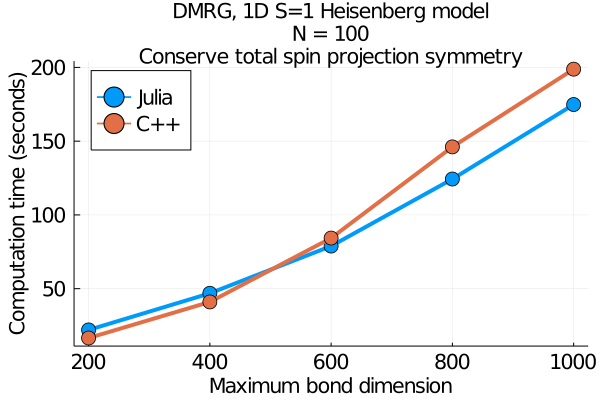 DMRG, 1D S=1 Heisenberg model
N = 100
Conserve total spin projection symmetry
Julia
C++
Computation time (seconds)
200
150
100
50
200 400 600 800 1000
Maximum bond dimension